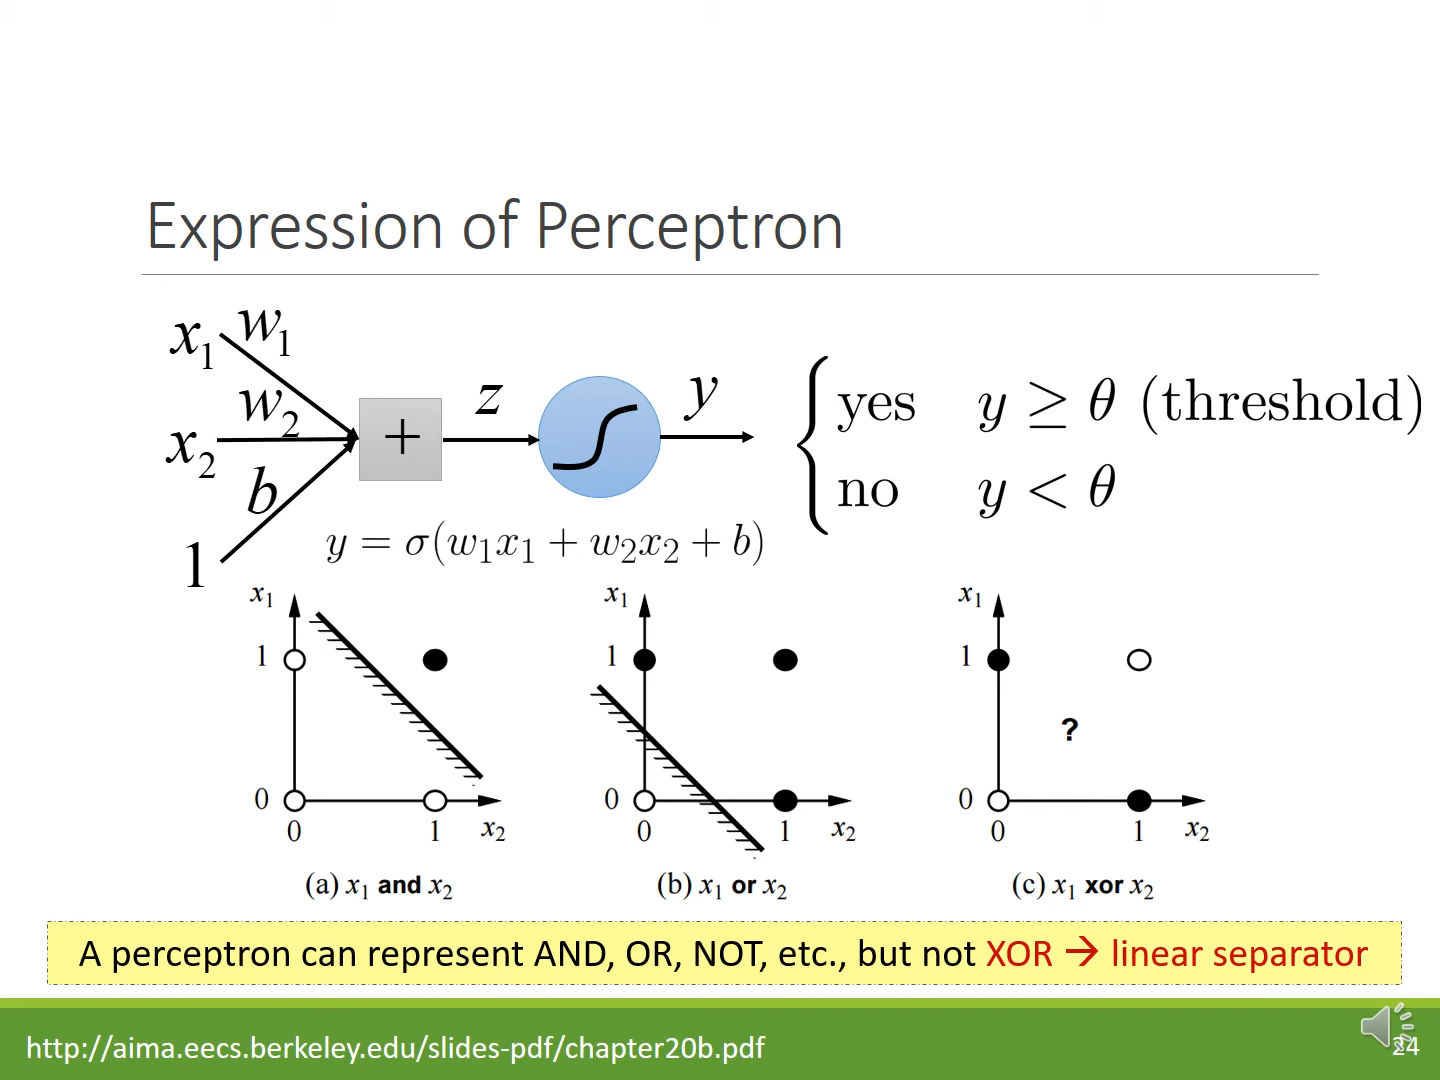 Expression of Perceptron
x₁ w₁
x₂ w₂
1 b
+ z y
y = σ(w₁x₁ + w₂x₂ + b)
yes y ≥ θ (threshold)
no y < θ
x₁
1
0
0 1 x₂
(a) x₁ and x₂
x₁
1
0
0 1 x₂
(b) x₁ or x₂
x₁
1
?
0
0 1 x₂
(c) x₁ xor x₂
A perceptron can represent AND, OR, NOT, etc., but not XOR → linear separator
http://aima.eecs.berkeley.edu/slides-pdf/chapter20b.pdf
24